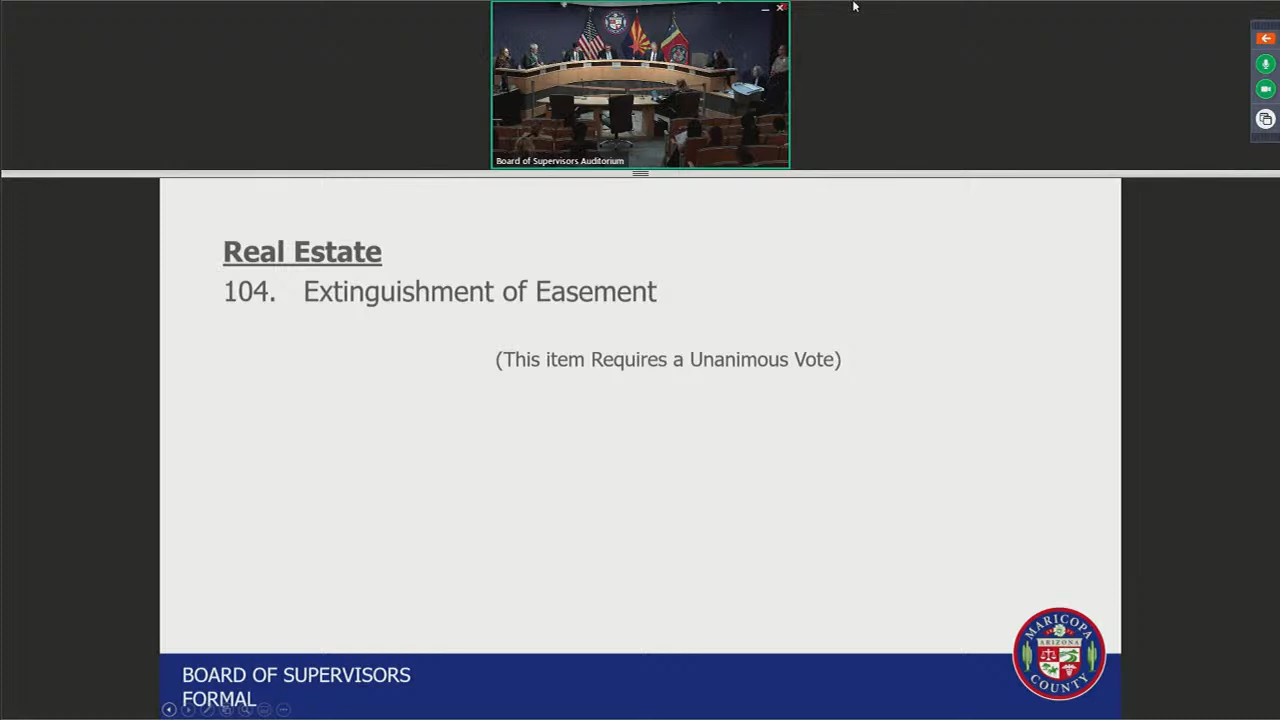 Board of Supervisors Auditorium
Real Estate
104. Extinguishment of Easement
(This item Requires a Unanimous Vote)
BOARD OF SUPERVISORS
FORMAL
MARICOPA
ARIZONA
COUNTY